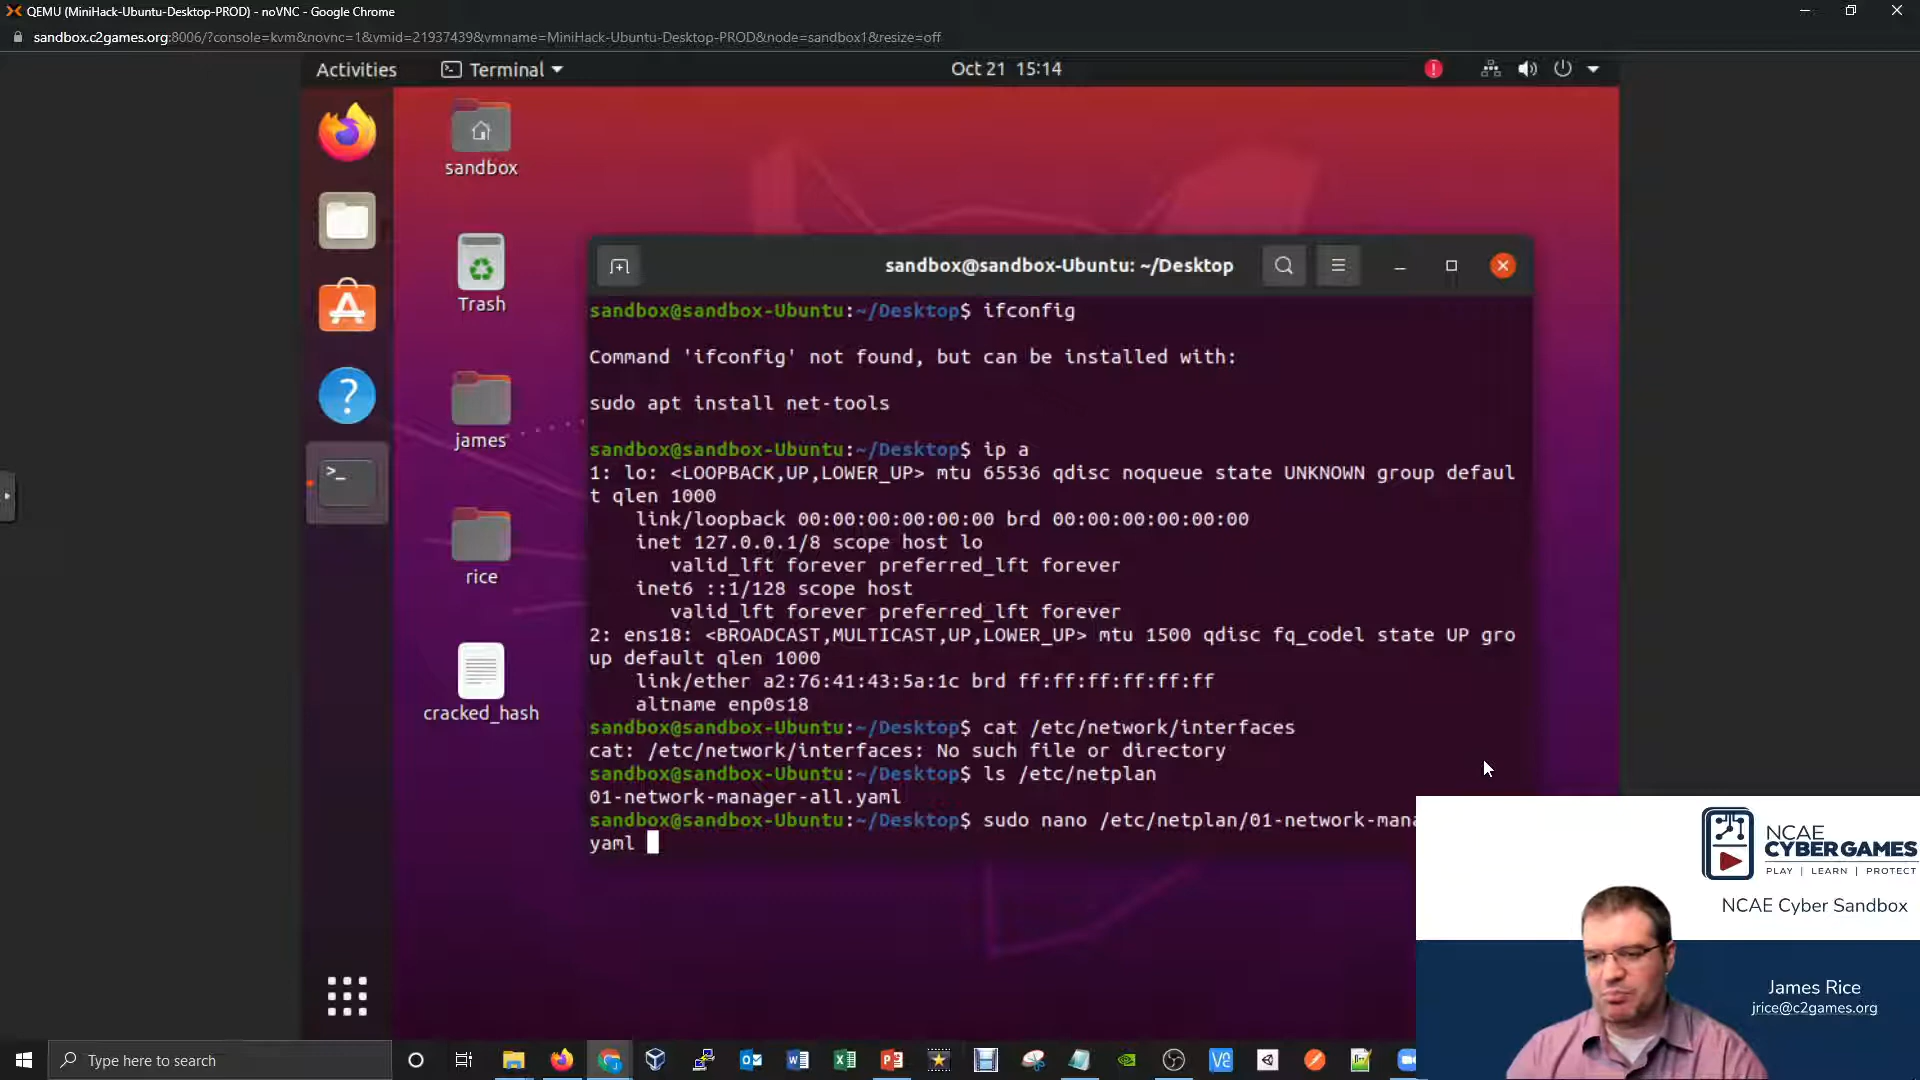 QEMU (MiniHack-Ubuntu-Desktop-PROD) - noVNC - Google Chrome
sandbox.c2games.org:8006/?console=kvm&novnc=1&vmid=21937439&vmname=MiniHack-Ubuntu-Desktop-PROD&node=sandbox1&resize=off
Activities
Terminal
Oct 21 15:14
sandbox
Trash
james
rice
cracked_hash
sandbox@sandbox-Ubuntu: ~/Desktop
sandbox@sandbox-Ubuntu:~/Desktop$ ifconfig
Command 'ifconfig' not found, but can be installed with:
sudo apt install net-tools
sandbox@sandbox-Ubuntu:~/Desktop$ ip a
1: lo: <LOOPBACK,UP,LOWER_UP> mtu 65536 qdisc noqueue state UNKNOWN group defaul
t qlen 1000
link/loopback 00:00:00:00:00:00 brd 00:00:00:00:00:00
inet 127.0.0.1/8 scope host lo
valid_lft forever preferred_lft forever
inet6 ::1/128 scope host
valid_lft forever preferred_lft forever
2: ens18: <BROADCAST,MULTICAST,UP,LOWER_UP> mtu 1500 qdisc fq_codel state UP gro
up default qlen 1000
link/ether a2:76:41:43:5a:1c brd ff:ff:ff:ff:ff:ff
altname enp0s18
sandbox@sandbox-Ubuntu:~/Desktop$ cat /etc/network/interfaces
cat: /etc/network/interfaces: No such file or directory
sandbox@sandbox-Ubuntu:~/Desktop$ ls /etc/netplan
01-network-manager-all.yaml
sandbox@sandbox-Ubuntu:~/Desktop$ sudo nano /etc/netplan/01-network-mana
yaml
NCAE
CYBERGAMES
PLAY | LEARN | PROTECT
NCAE Cyber Sandbox
James Rice
jrice@c2games.org
Type here to search